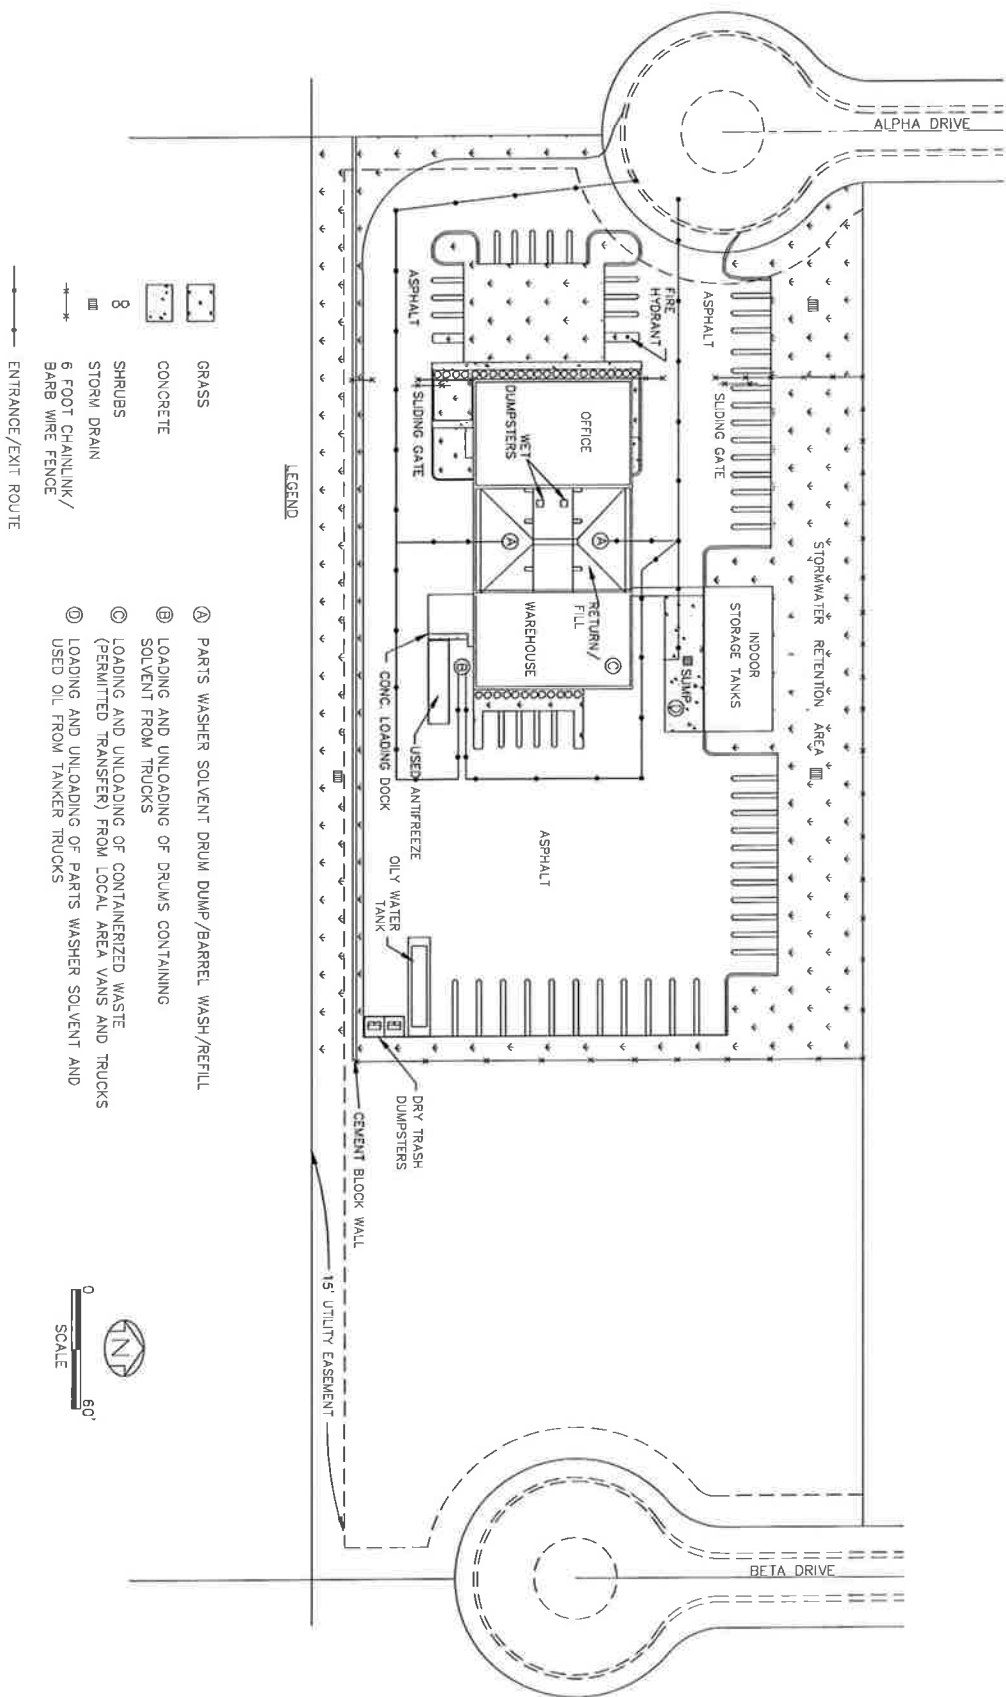 ALPHA DRIVE
ASPHALT
FIRE
HYDRANT
ASPHALT
SLIDING GATE
SLIDING GATE
STORMWATER RETENTION AREA
OFFICE
WET
DUMPSTERS
A
A
RETURN/
FILL
WAREHOUSE
C
INDOOR
STORAGE TANKS
SUMP
D
B
CONC. LOADING DOCK
USED ANTIFREEZE
ASPHALT
OILY WATER
TANK
DRY TRASH
DUMPSTERS
CEMENT BLOCK WALL
15' UTILITY EASEMENT
BETA DRIVE
LEGEND
GRASS
CONCRETE
SHRUBS
STORM DRAIN
6 FOOT CHAINLINK/
BARB WIRE FENCE
ENTRANCE/EXIT ROUTE
A PARTS WASHER SOLVENT DRUM DUMP/BARREL WASH/REFILL
B LOADING AND UNLOADING OF DRUMS CONTAINING
SOLVENT FROM TRUCKS
C LOADING AND UNLOADING OF CONTAINERIZED WASTE
(PERMITTED TRANSFER) FROM LOCAL AREA VANS AND TRUCKS
D LOADING AND UNLOADING OF PARTS WASHER SOLVENT AND
USED OIL FROM TANKER TRUCKS
N
0 60'
SCALE